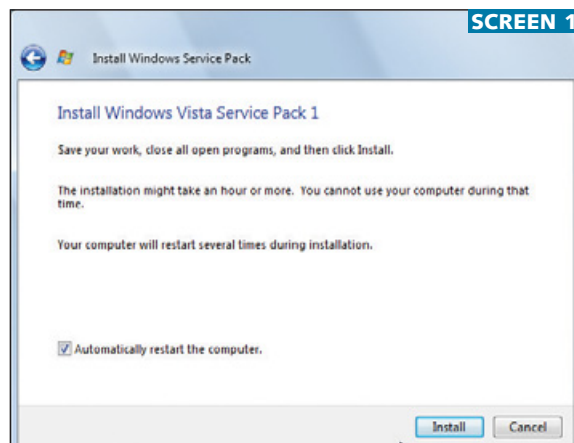 SCREEN 1
Install Windows Service Pack
Install Windows Vista Service Pack 1
Save your work, close all open programs, and then click Install.
The installation might take an hour or more. You cannot use your computer during that
time.
Your computer will restart several times during installation.
Automatically restart the computer.
Install Cancel